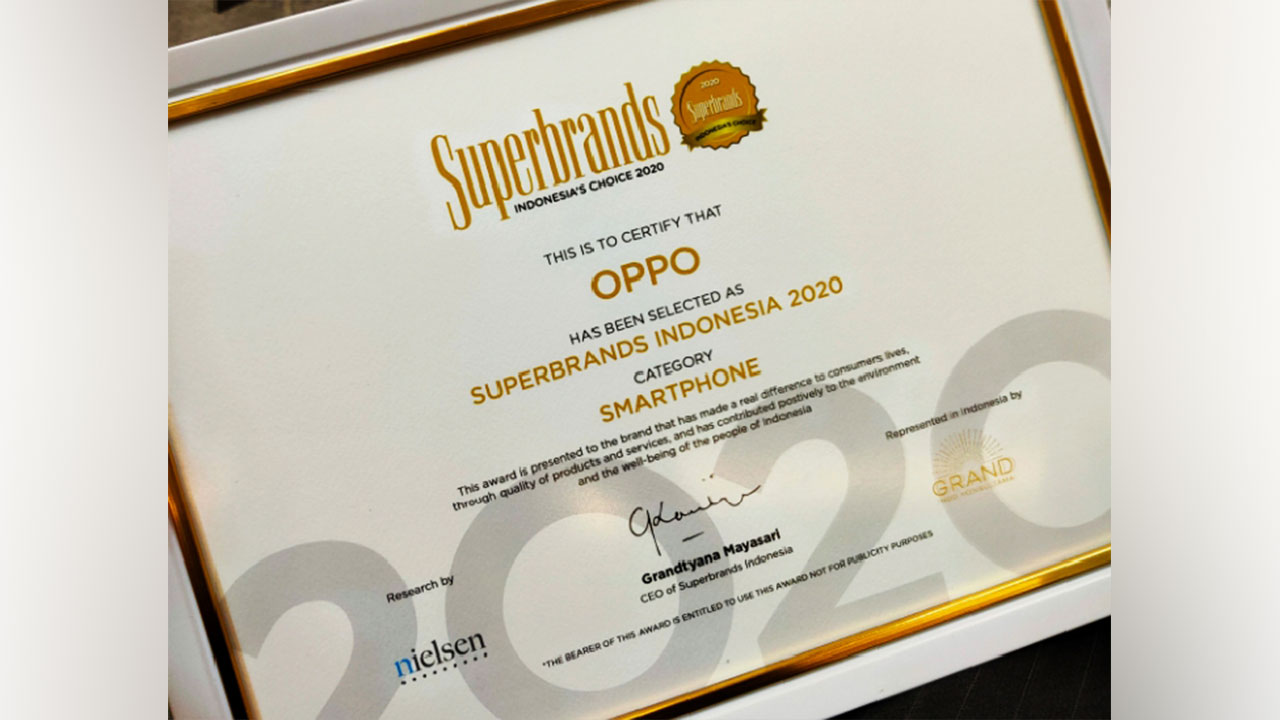 Superbrands
INDONESIA'S CHOICE 2020
2020
Superbrands
INDONESIA'S CHOICE
THIS IS TO CERTIFY THAT
OPPO
HAS BEEN SELECTED AS
SUPERBRANDS INDONESIA 2020
CATEGORY
SMARTPHONE
This award is presented to the brand that has made a real difference to consumers lives,
through quality of products and services, and has contributed postively to the environment
and the well-being of the people of Indonesia
Represented in Indonesia by
GRAND
Grandtyana Mayasari
CEO of Superbrands Indonesia
Research by
nielsen
*THE BEARER OF THIS AWARD IS ENTITLED TO USE THIS AWARD NOT FOR PUBLICITY PURPOSES
2020